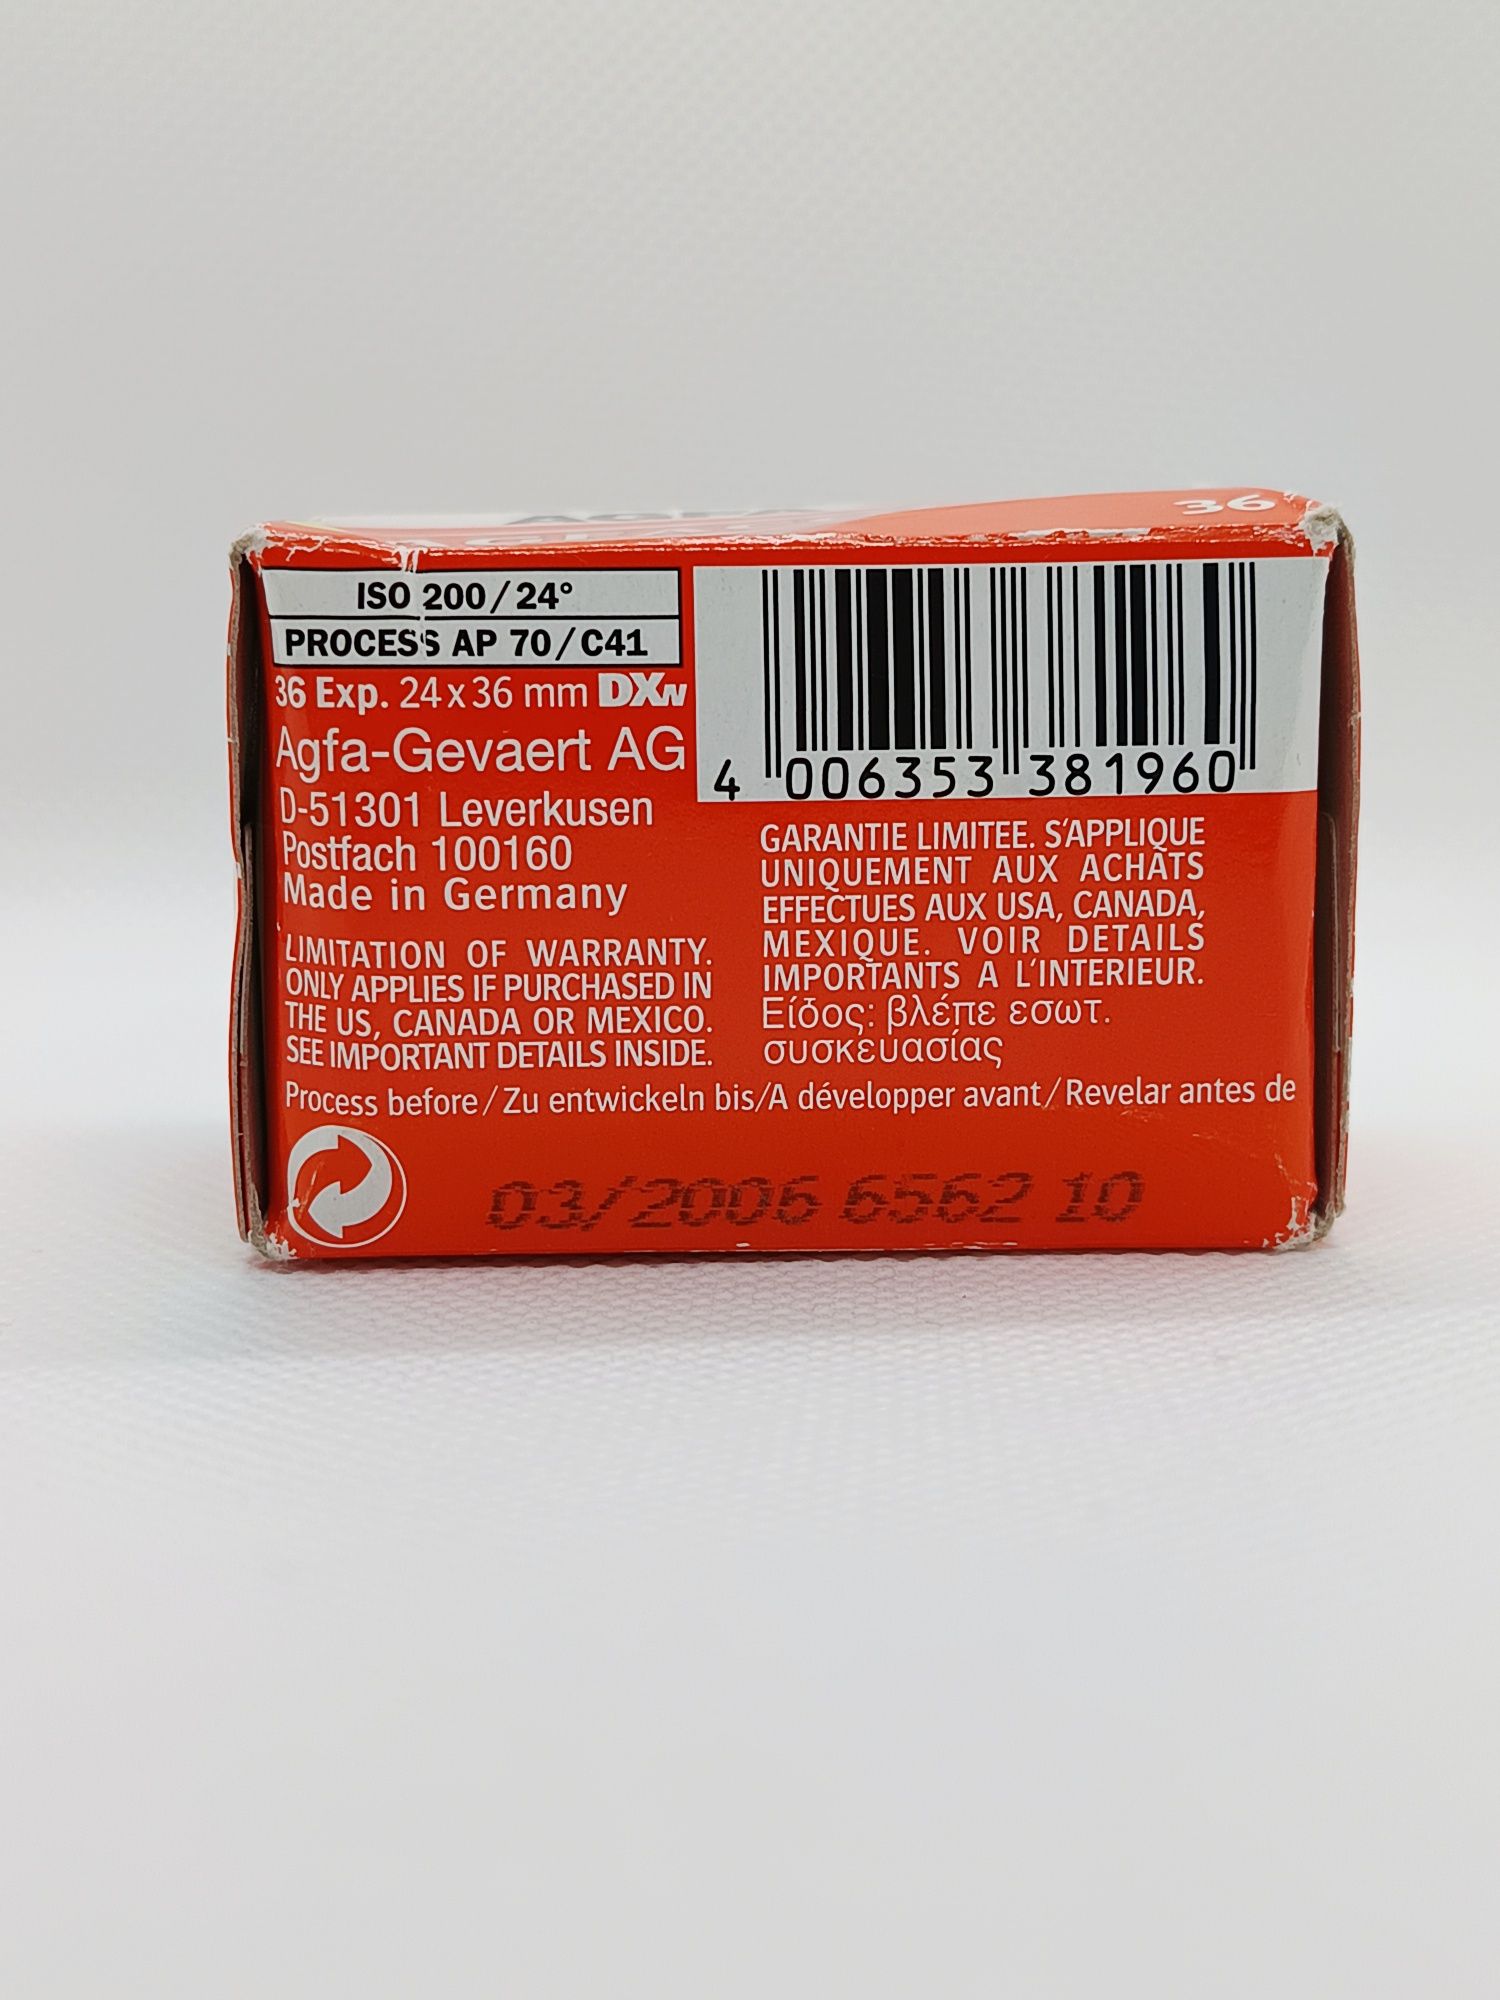 36
ISO 200/24°
PROCESS AP 70/C41
36 Exp. 24x36 mm DXN
Agfa-Gevaert AG
D-51301 Leverkusen
Postfach 100160
Made in Germany
LIMITATION OF WARRANTY.
ONLY APPLIES IF PURCHASED IN
THE US, CANADA OR MEXICO.
SEE IMPORTANT DETAILS INSIDE.
4 006353 381960
GARANTIE LIMITEE. S'APPLIQUE
UNIQUEMENT AUX ACHATS
EFFECTUES AUX USA, CANADA,
MEXIQUE. VOIR DETAILS
IMPORTANTS A L'INTERIEUR.
Είδος: βλέπε εσωτ.
συσκευασίας
Process before/Zu entwickeln bis/A développer avant/Revelar antes de
03/2006 6562 10